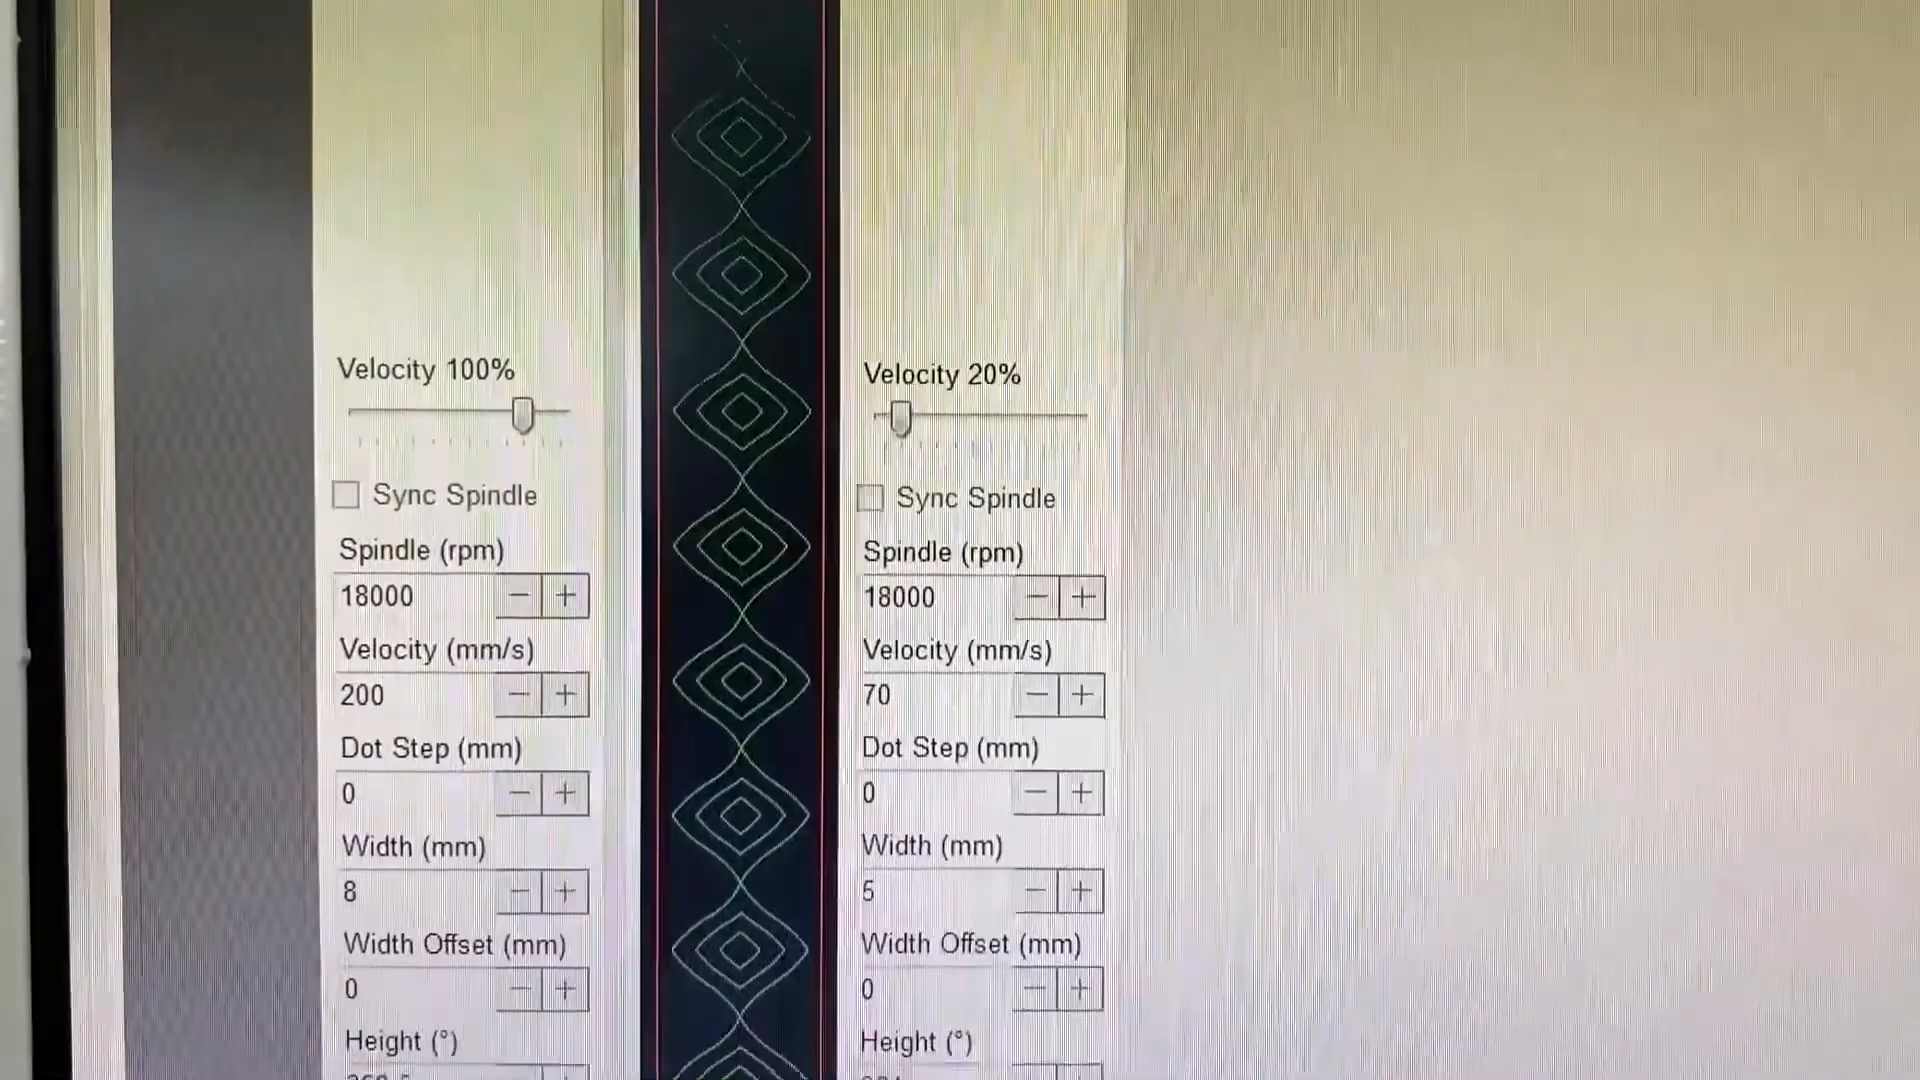 Velocity 100%
Sync Spindle
Spindle (rpm)
18000
Velocity (mm/s)
200
Dot Step (mm)
0
Width (mm)
8
Width Offset (mm)
0
Height (°)
Velocity 20%
Sync Spindle
Spindle (rpm)
18000
Velocity (mm/s)
70
Dot Step (mm)
0
Width (mm)
5
Width Offset (mm)
0
Height (°)